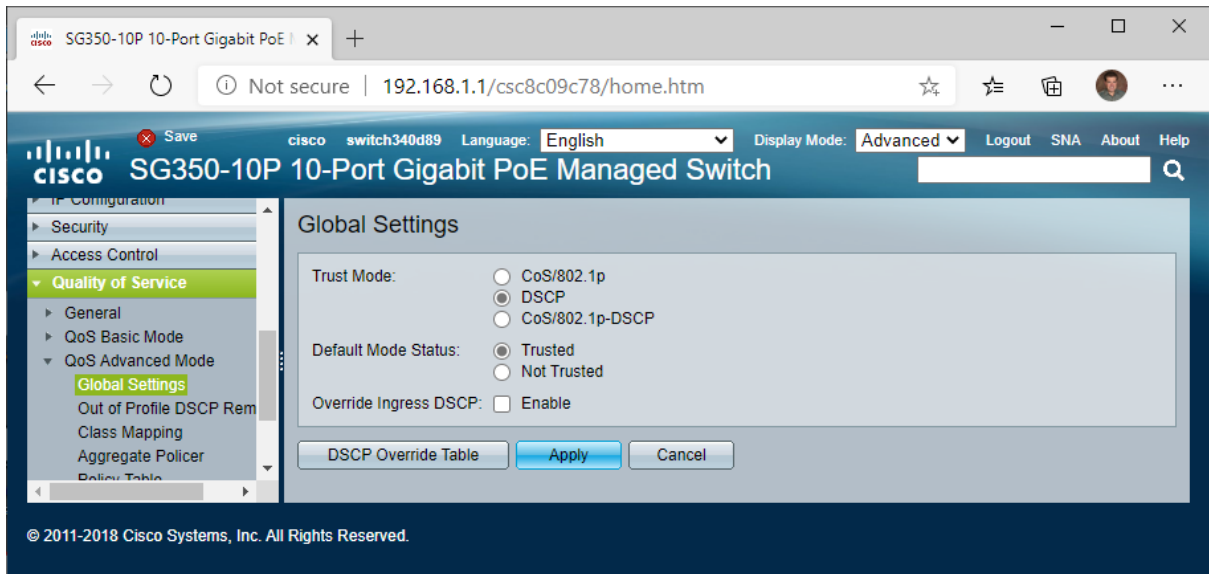 SG350-10P 10-Port Gigabit PoE
Not secure | 192.168.1.1/csc8c09c78/home.htm
Save cisco switch340d89 Language: English Display Mode: Advanced Logout SNA About Help
CISCO SG350-10P 10-Port Gigabit PoE Managed Switch
IP Configuration
Security
Access Control
Quality of Service
General
QoS Basic Mode
QoS Advanced Mode
Global Settings
Out of Profile DSCP Rem
Class Mapping
Aggregate Policer
Policy Table
Global Settings
Trust Mode: CoS/802.1p
DSCP
CoS/802.1p-DSCP
Default Mode Status: Trusted
Not Trusted
Override Ingress DSCP: Enable
DSCP Override Table Apply Cancel
© 2011-2018 Cisco Systems, Inc. All Rights Reserved.